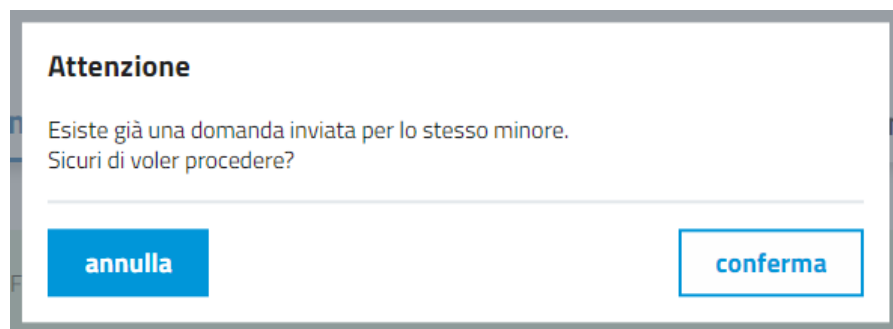 Attenzione
Esiste già una domanda inviata per lo stesso minore.
Sicuri di voler procedere?
annulla
conferma